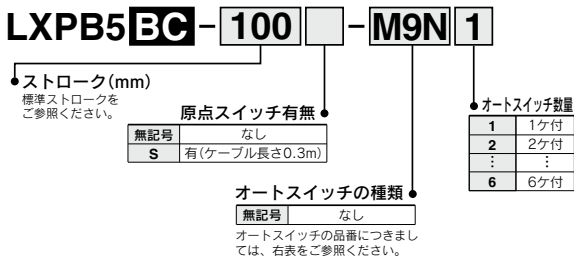 LXPB5BC-100□-M9N1
ストローク(mm)
標準ストロークを
ご参照ください。
原点スイッチ有無
無記号 なし
S 有(ケーブル長さ0.3m)
オートスイッチの種類
無記号 なし
オートスイッチの品番につきまし
ては、右表をご参照ください。
オートスイッチ数量
1 1ケ付
2 2ケ付
⋮ ⋮
6 6ケ付